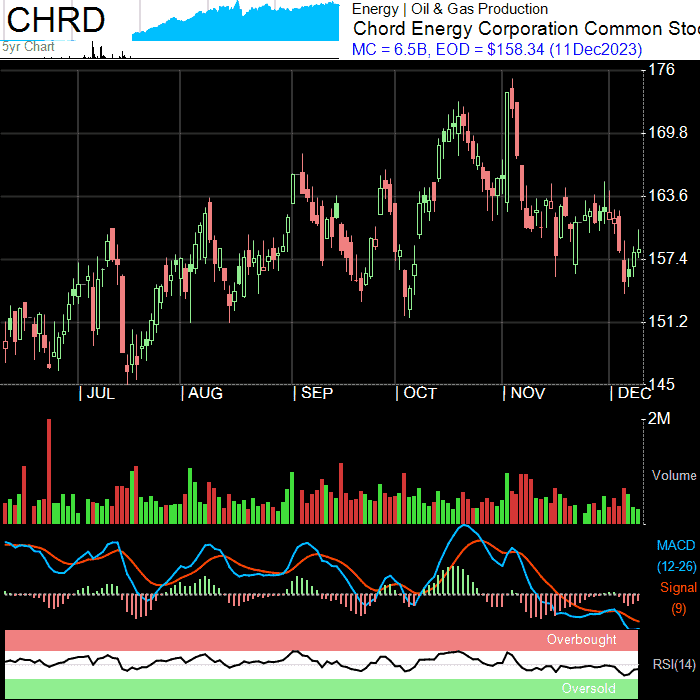 CHRD
Energy | Oil & Gas Production
Chord Energy Corporation Common Stoc
5yr Chart
MC = 6.5B, EOD = $158.34 (11Dec2023)
176
169.8
163.6
157.4
151.2
145
| JUL | AUG | SEP | OCT | NOV | DEC
2M
Volume
MACD
(12-26)
Signal
(9)
Overbought
RSI(14)
Oversold